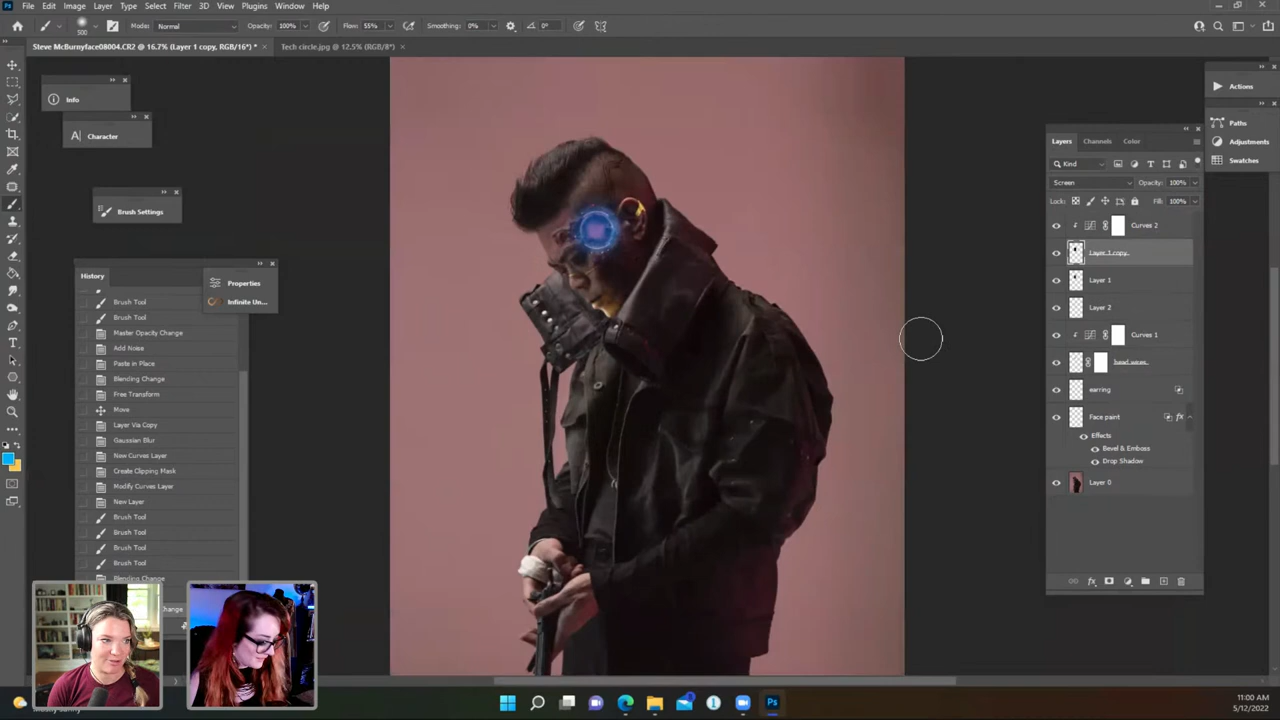 File Edit Image Layer Type Select Filter 3D View Plugins Window Help
500 Mode: Normal Opacity: 100% Flow: 55% Smoothing: 0% 0°
Steve McBurnyface08004.CR2 @ 16.7% (Layer 1 copy, RGB/16*) * × Tech circle.jpg @ 12.5% (RGB/8*) ×
Info
Character
Brush Settings
History
Properties
Infinite Un...
Brush Tool
Brush Tool
Master Opacity Change
Add Noise
Paste in Place
Blending Change
Free Transform
Move
Layer Via Copy
Gaussian Blur
New Curves Layer
Create Clipping Mask
Modify Curves Layer
New Layer
Brush Tool
Brush Tool
Brush Tool
Brush Tool
Blending Change
Change
Actions
Paths
Adjustments
Swatches
Layers Channels Color
Kind
Screen Opacity: 100%
Lock: Fill: 100%
Curves 2
Layer 1 copy
Layer 1
Layer 2
Curves 1
earring
Face paint fx
Effects
Bevel & Emboss
Drop Shadow
Layer 0
Ps
11:00 AM
5/12/2022